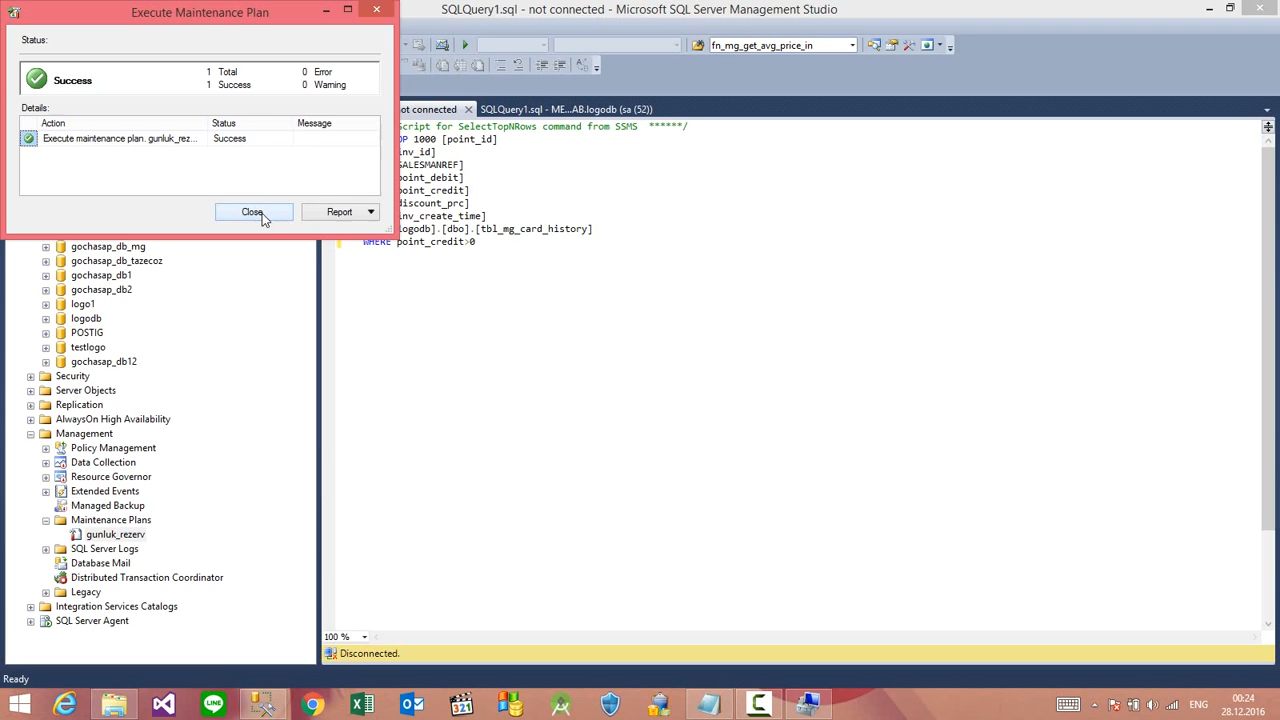 Execute Maintenance Plan
SQLQuery1.sql - not connected - Microsoft SQL Server Management Studio
Status:
Success
1 Total
0 Error
1 Success
0 Warning
fn_mg_get_avg_price_in
Details:
Action Status Message
Execute maintenance plan. gunluk_rez... Success
Close
Report
not connected
SQLQuery1.sql - ME...AB.logodb (sa (52))
Script for SelectTopNRows command from SSMS ******/
OP 1000 [point_id]
inv_id]
SALESMANREF]
point_debit]
point_credit]
discount_prc]
inv_create_time]
logodb].[dbo].[tbl_mg_card_history]
WHERE point_credit>0
gochasap_db_mg
gochasap_db_tazecoz
gochasap_db1
gochasap_db2
logo1
logodb
POSTIG
testlogo
gochasap_db12
Security
Server Objects
Replication
AlwaysOn High Availability
Management
Policy Management
Data Collection
Resource Governor
Extended Events
Managed Backup
Maintenance Plans
gunluk_rezerv
SQL Server Logs
Database Mail
Distributed Transaction Coordinator
Legacy
Integration Services Catalogs
SQL Server Agent
100 %
Disconnected.
Ready
LINE
321
00:24
28.12.2016